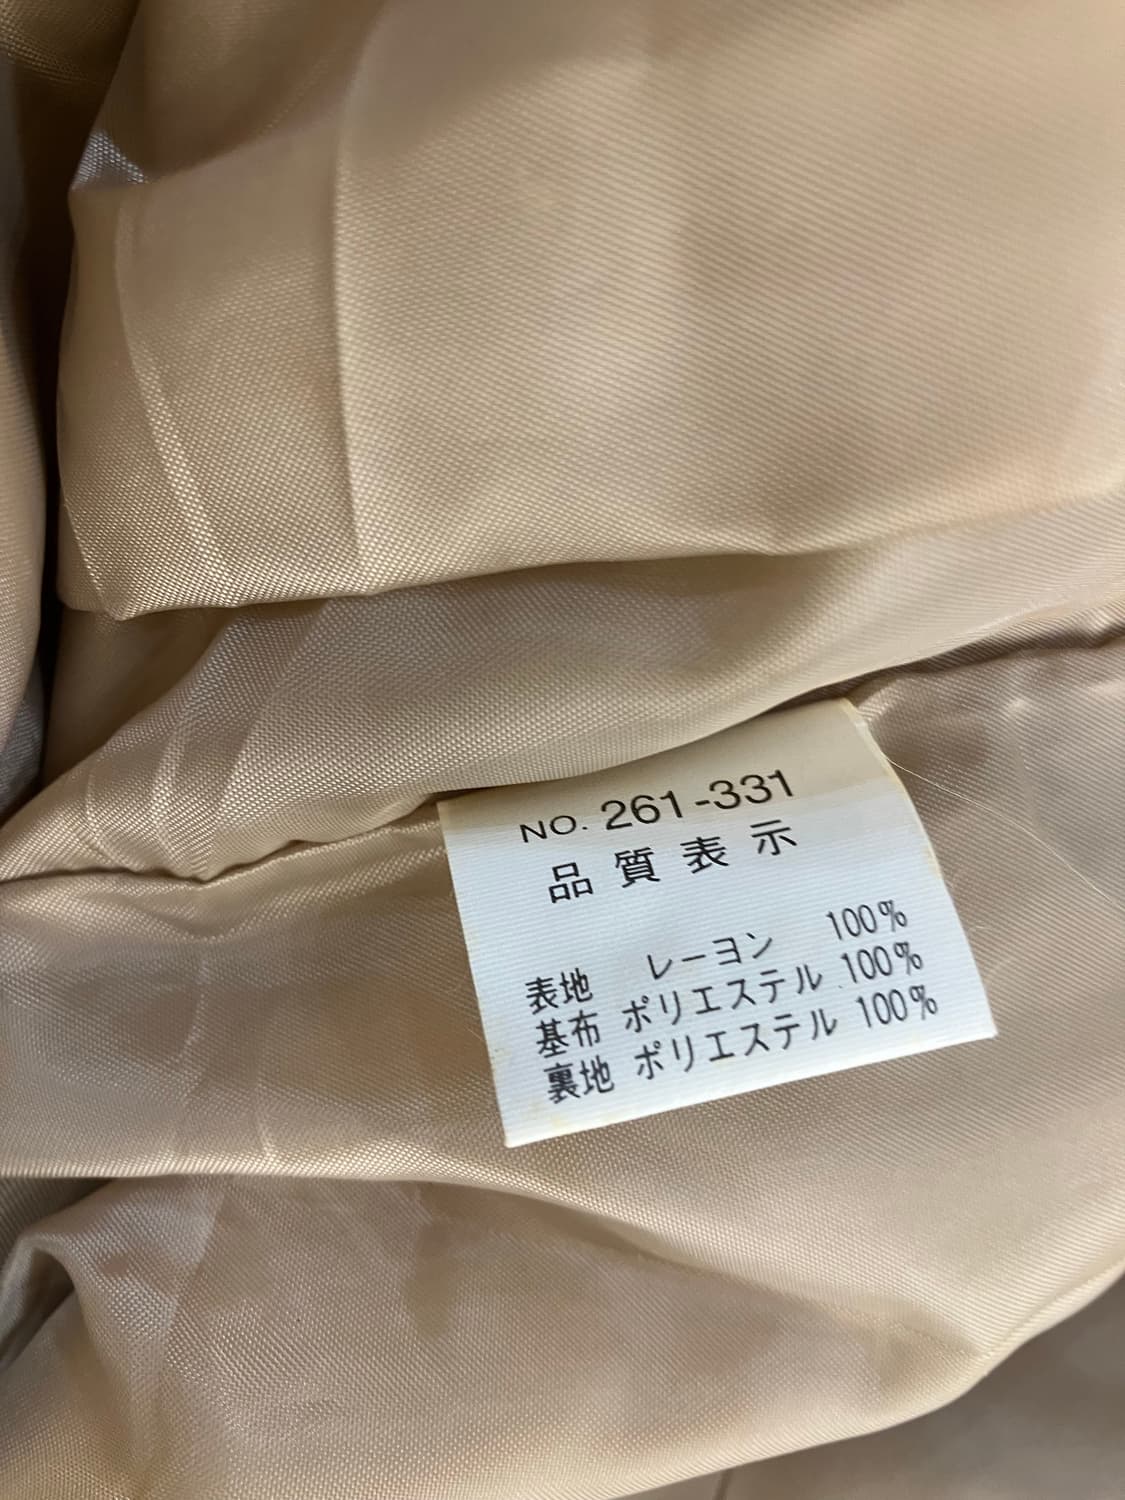 NO. 261-331
品質表示
表地 レーヨン 100%
基布 ポリエステル 100%
裏地 ポリエステル 100%